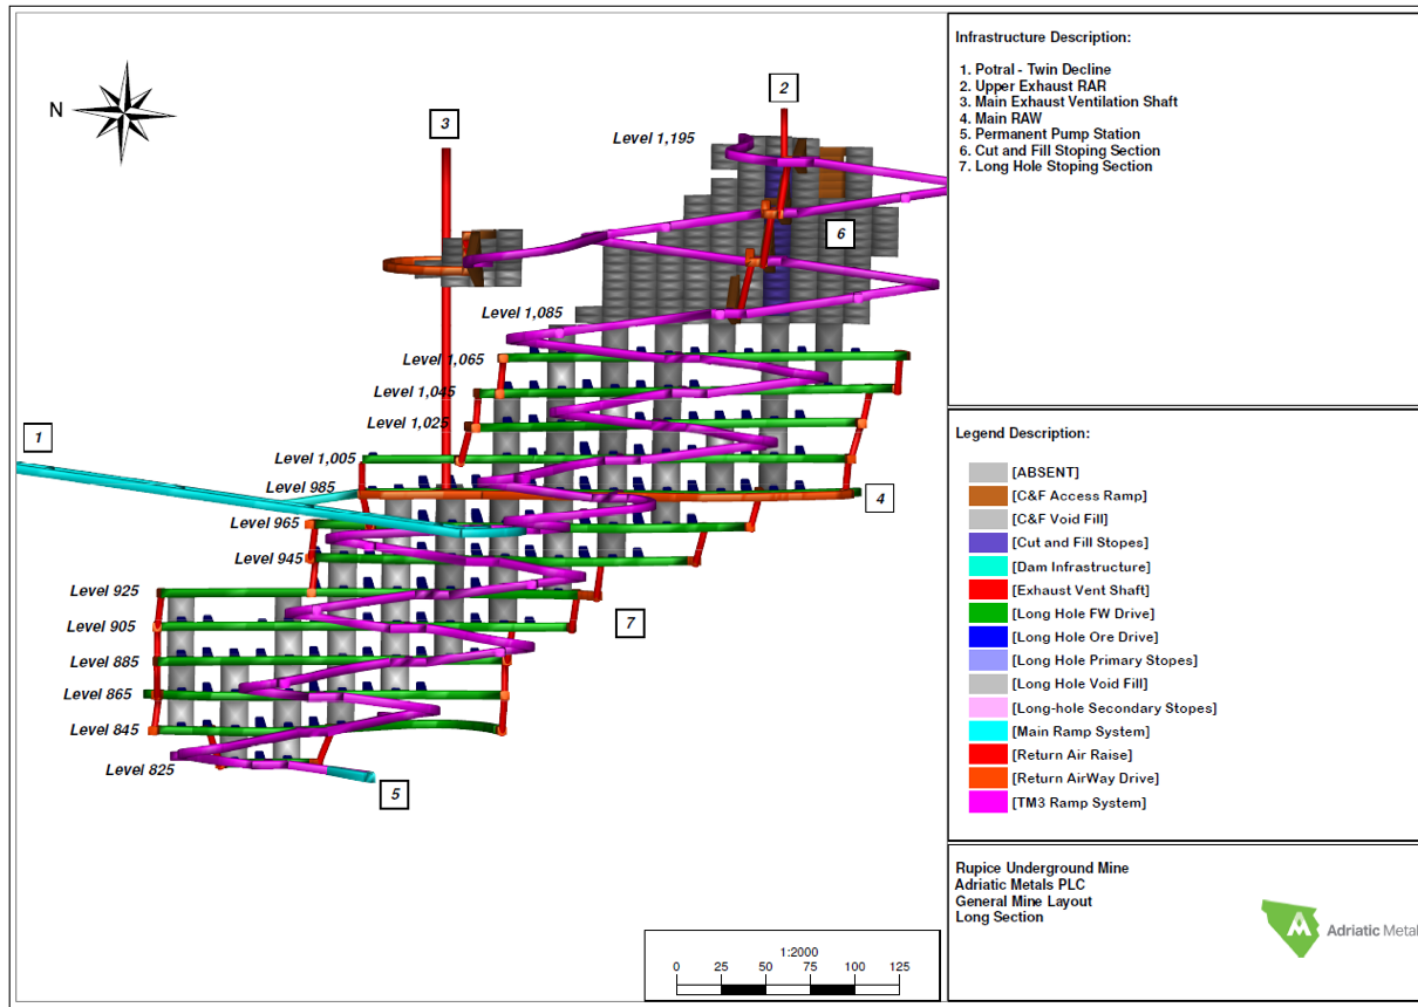 Infrastructure Description:
1. Potral - Twin Decline
2. Upper Exhaust RAR
3. Main Exhaust Ventilation Shaft
4. Main RAW
5. Permanent Pump Station
6. Cut and Fill Stoping Section
7. Long Hole Stoping Section
N
2
3
Level 1,195
6
Level 1,085
Level 1,065
Level 1,045
Level 1,025
1
Level 1,005
Level 985
4
Level 965
Level 945
Level 925
Level 905
7
Level 885
Level 865
Level 845
Level 825
5
Legend Description:
[ABSENT]
[C&F Access Ramp]
[C&F Void Fill]
[Cut and Fill Stopes]
[Dam Infrastructure]
[Exhaust Vent Shaft]
[Long Hole FW Drive]
[Long Hole Ore Drive]
[Long Hole Primary Stopes]
[Long Hole Void Fill]
[Long-hole Secondary Stopes]
[Main Ramp System]
[Return Air Raise]
[Return AirWay Drive]
[TM3 Ramp System]
1:2000
0 25 50 75 100 125
Rupice Underground Mine
Adriatic Metals PLC
General Mine Layout
Long Section
Adriatic Metal